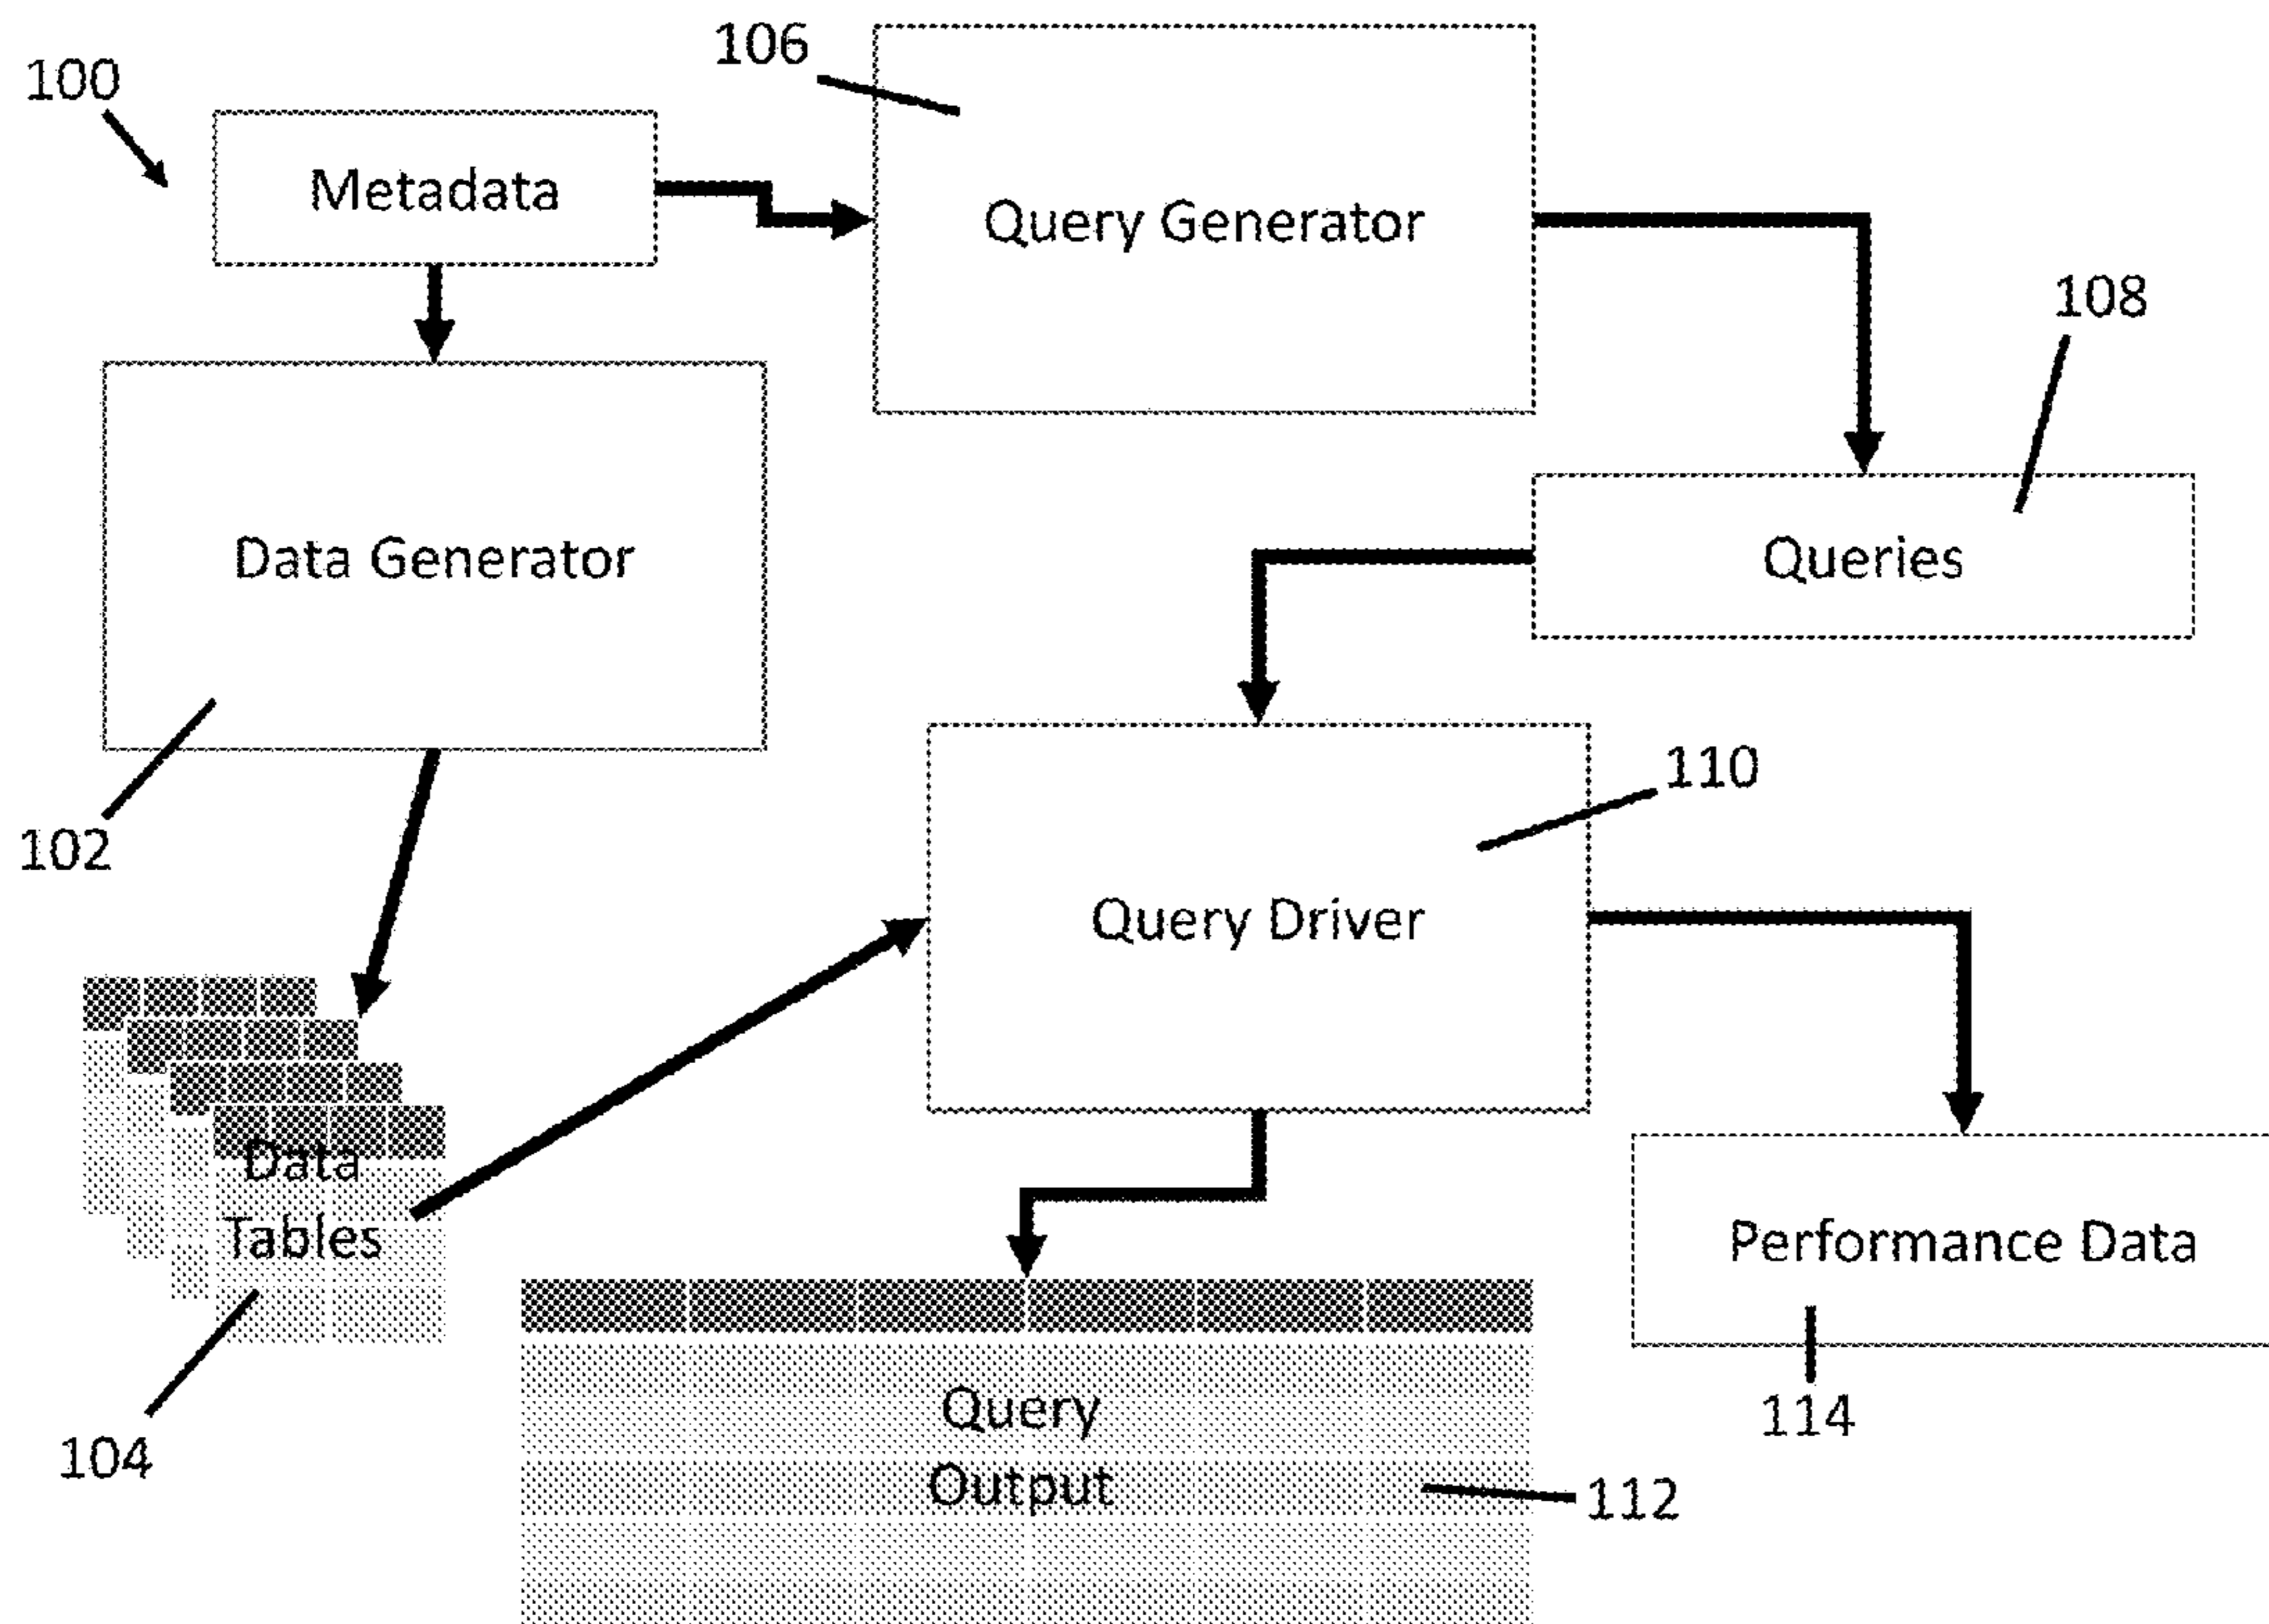 106
100
Metadata
Query Generator
108
Data Generator
Queries
110
102
Query Driver
Data
Tables
Performance Data
Query
Output
114
104
112